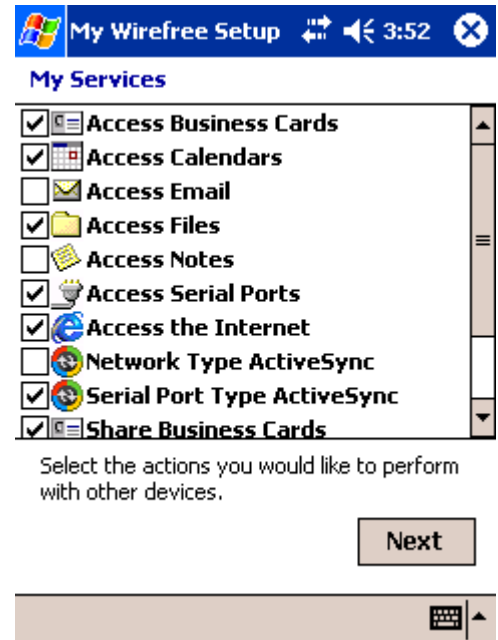 My Wirefree Setup 3:52
My Services
Access Business Cards
Access Calendars
Access Email
Access Files
Access Notes
Access Serial Ports
Access the Internet
Network Type ActiveSync
Serial Port Type ActiveSync
Share Business Cards
Select the actions you would like to perform
with other devices.
Next